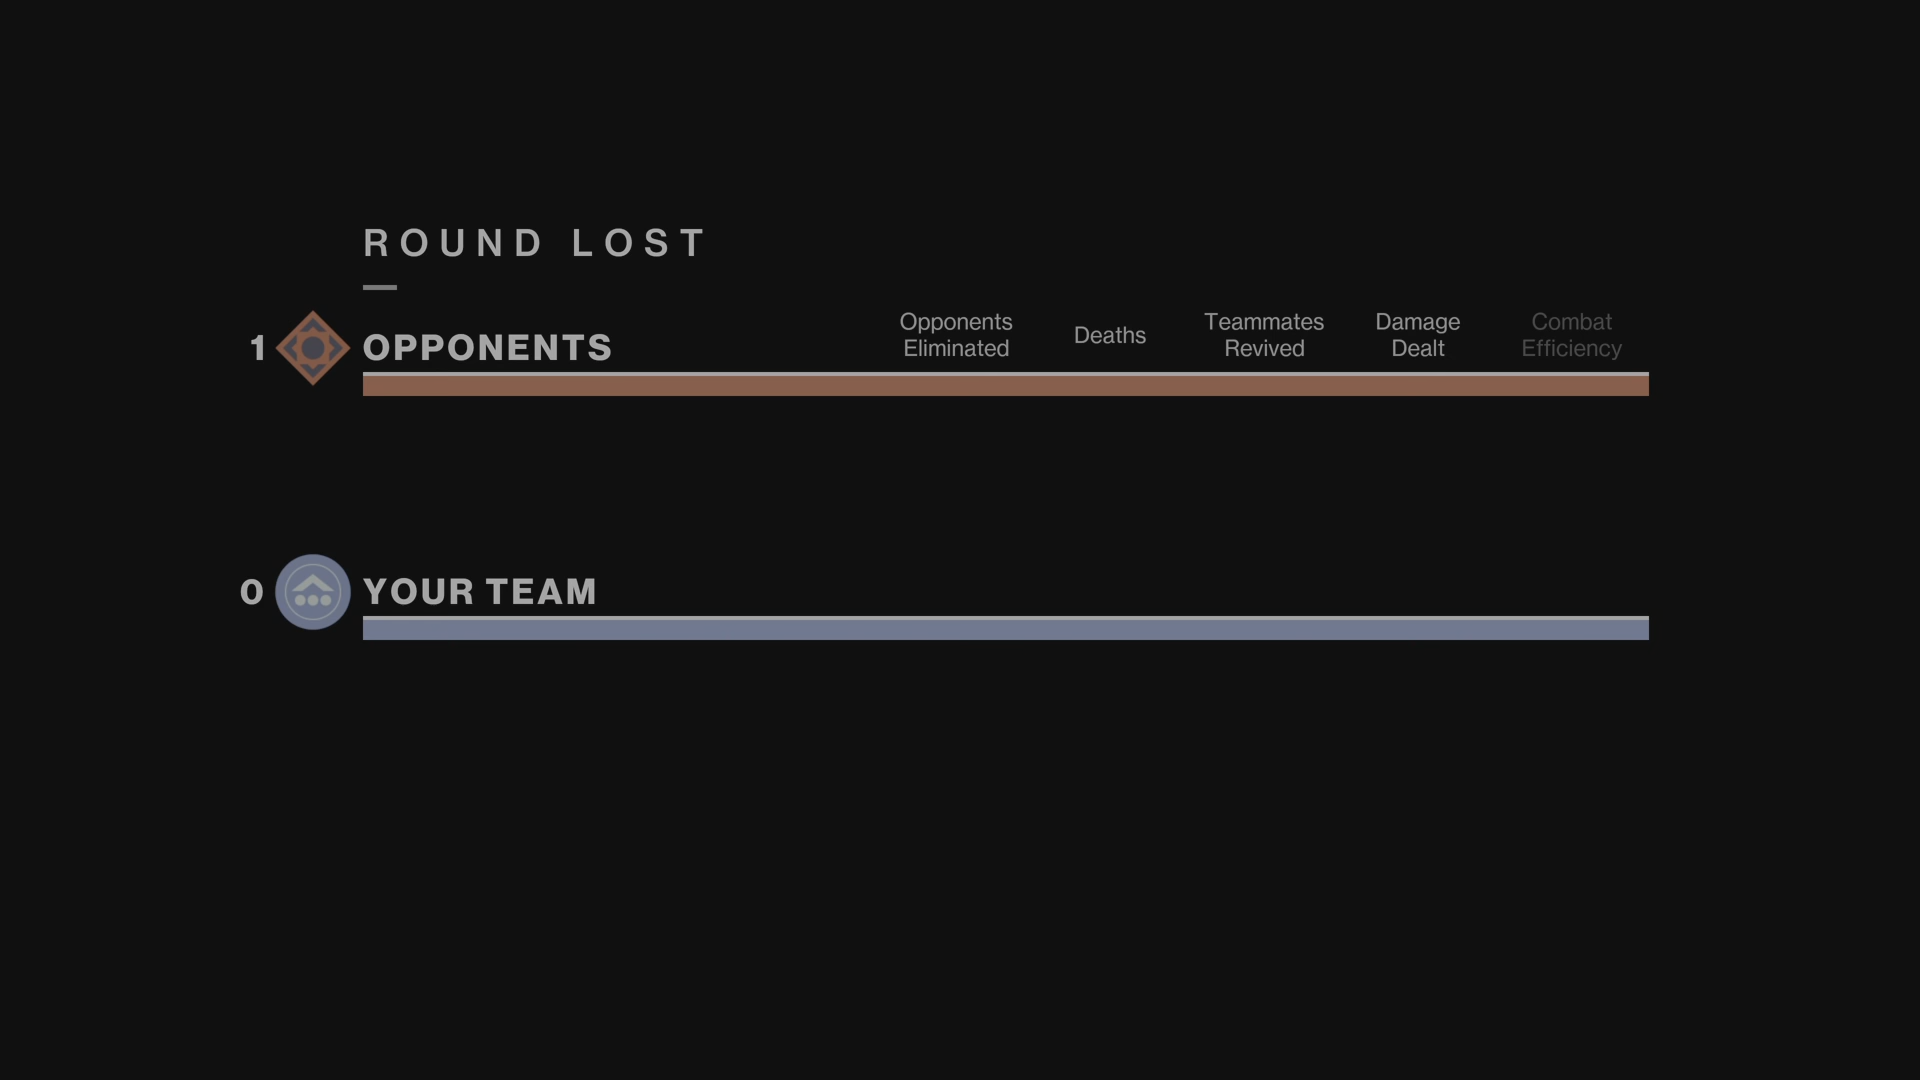 ROUND LOST
1 OPPONENTS
Opponents Eliminated
Deaths
Teammates Revived
Damage Dealt
Combat Efficiency
0 YOUR TEAM